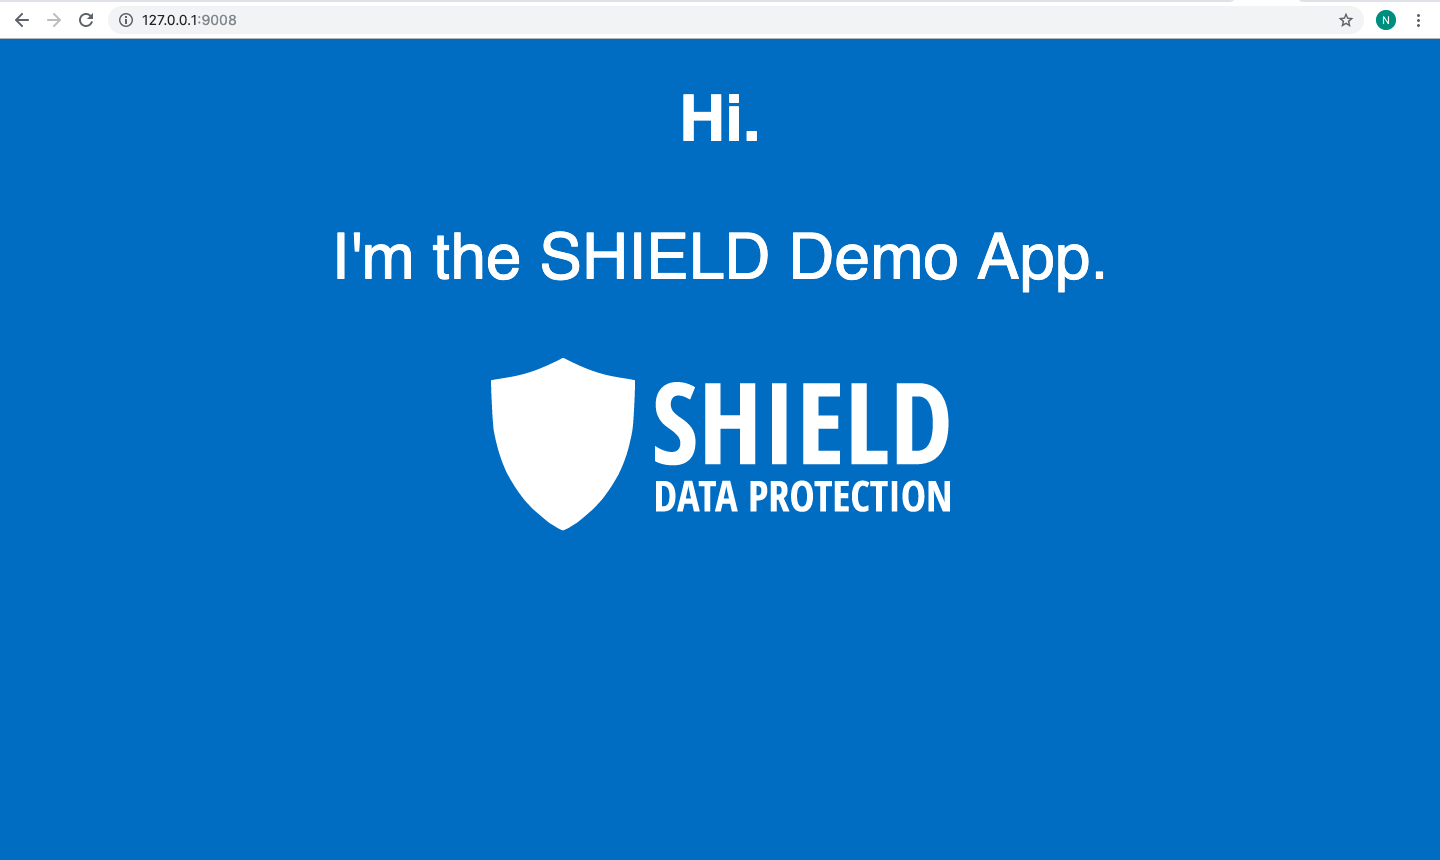 127.0.0.1:9008
N
Hi.
I'm the SHIELD Demo App.
SHIELD
DATA PROTECTION